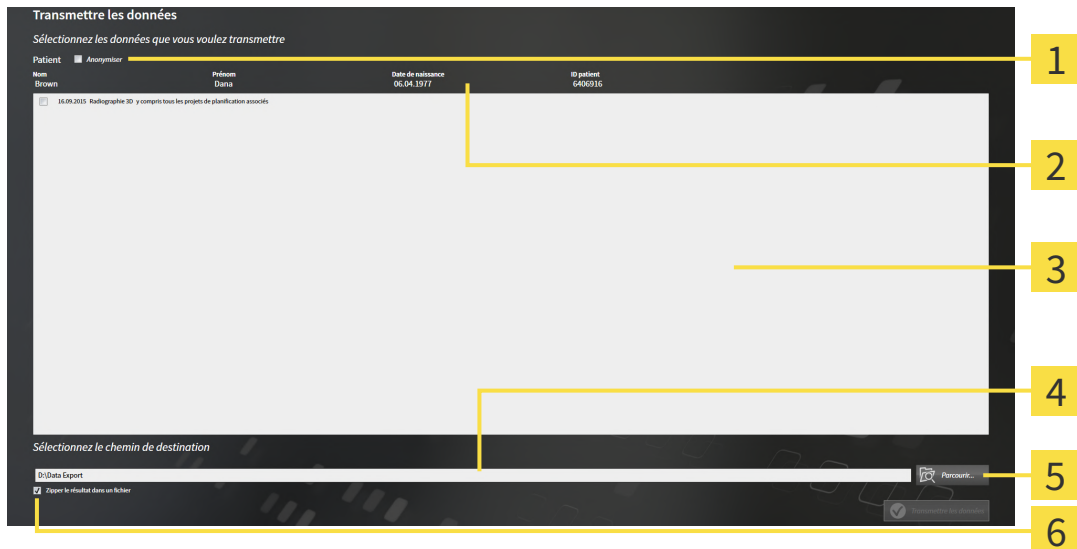 Transmettre les données
Sélectionnez les données que vous voulez transmettre
Patient Anonymiser
Nom Prénom Date de naissance ID patient
Brown Dana 06.04.1977 6406916
16.09.2015 Radiographie 3D y compris tous les projets de planification associés
Sélectionnez le chemin de destination
D:\Data Export Parcourir...
Zipper le résultat dans un fichier
Transmettre les données
1
2
3
4
5
6